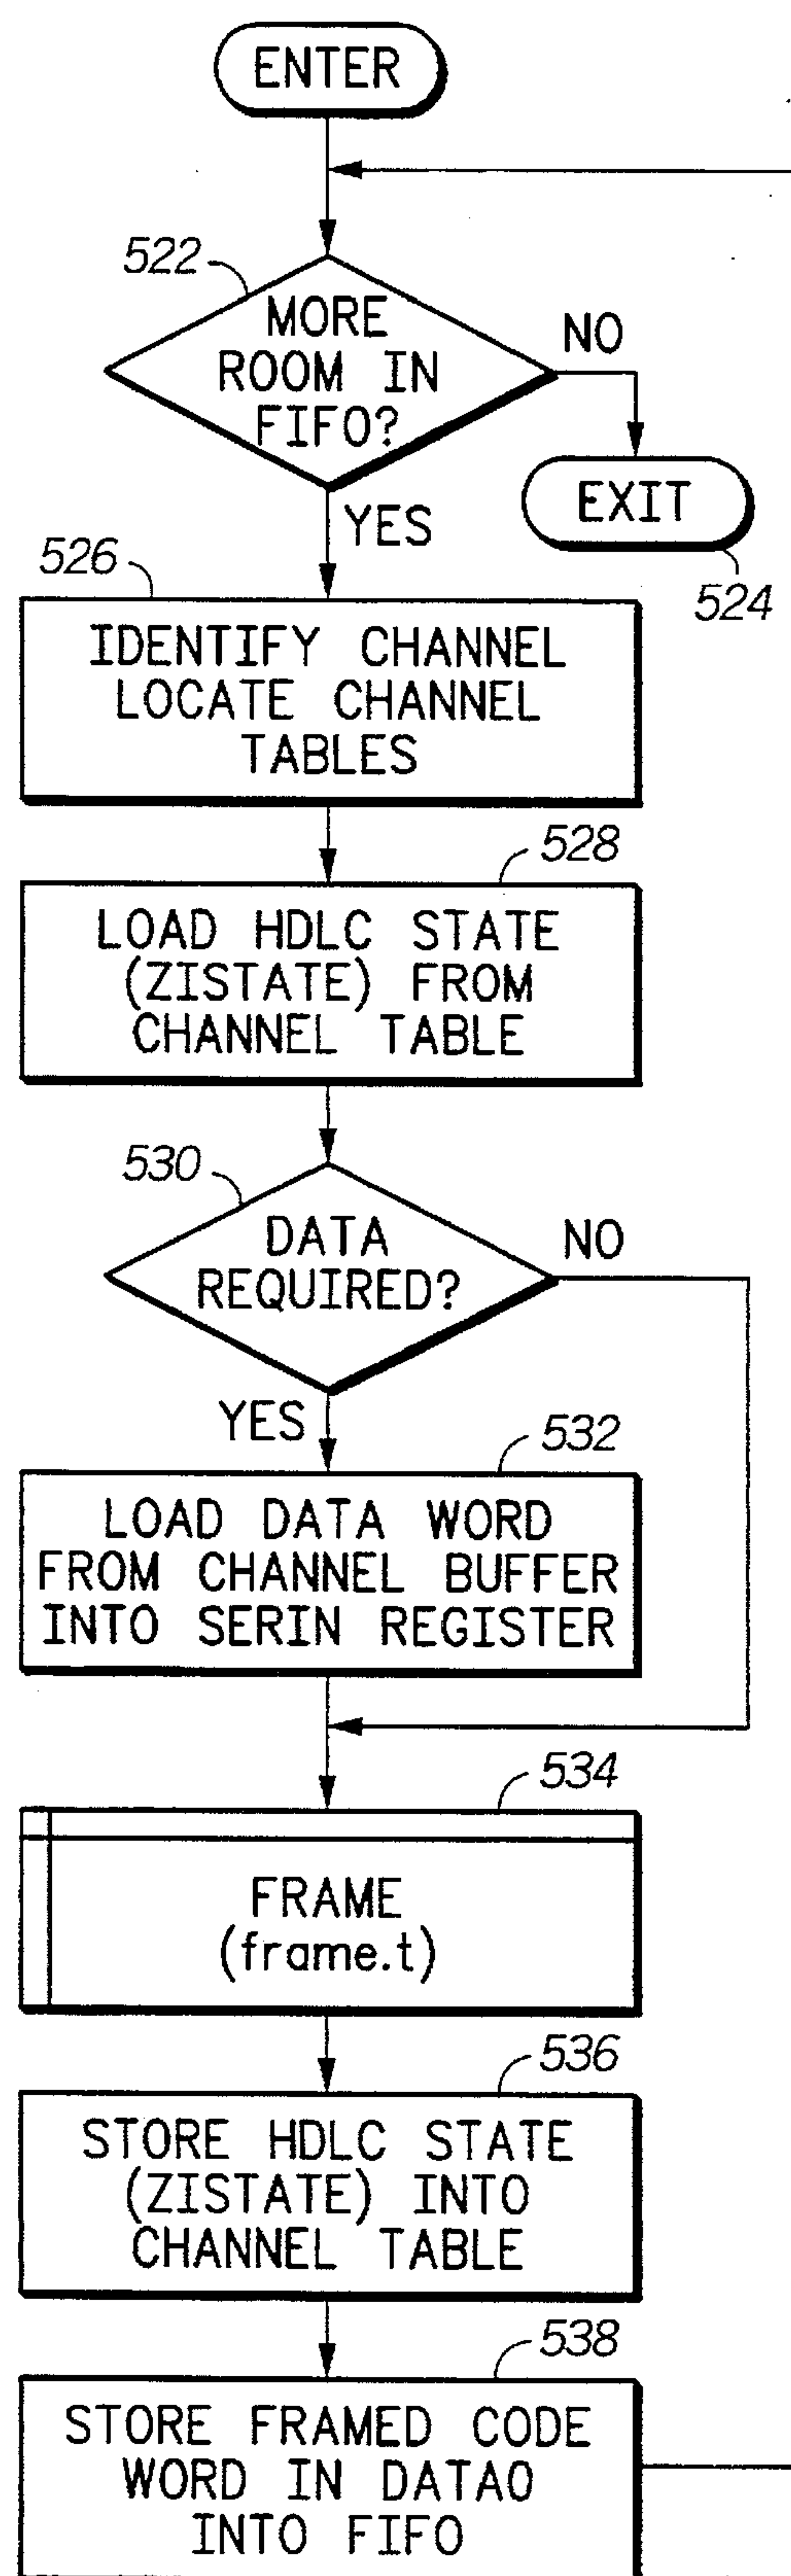 ENTER
522
MORE
ROOM IN
FIFO?
NO
EXIT
524
YES
526
IDENTIFY CHANNEL
LOCATE CHANNEL
TABLES
528
LOAD HDLC STATE
(ZISTATE) FROM
CHANNEL TABLE
530
DATA
REQUIRED?
NO
YES
532
LOAD DATA WORD
FROM CHANNEL BUFFER
INTO SERIN REGISTER
534
FRAME
(frame.t)
536
STORE HDLC STATE
(ZISTATE) INTO
CHANNEL TABLE
538
STORE FRAMED CODE
WORD IN DATAO
INTO FIFO